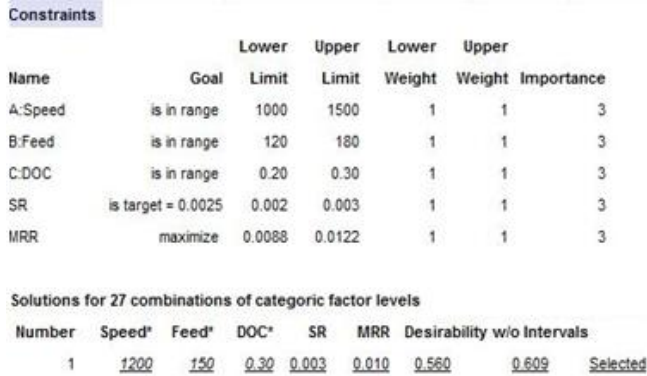 Constraints
Lower Upper Lower Upper
Name Goal Limit Limit Weight Weight Importance
A:Speed is in range 1000 1500 1 1 3
B:Feed is in range 120 180 1 1 3
C:DOC is in range 0.20 0.30 1 1 3
SR is target = 0.0025 0.002 0.003 1 1 3
MRR maximize 0.0088 0.0122 1 1 3
Solutions for 27 combinations of categoric factor levels
Number Speed* Feed* DOC* SR MRR Desirability w/o Intervals
1 1200 150 0.30 0.003 0.010 0.560 0.609 Selected